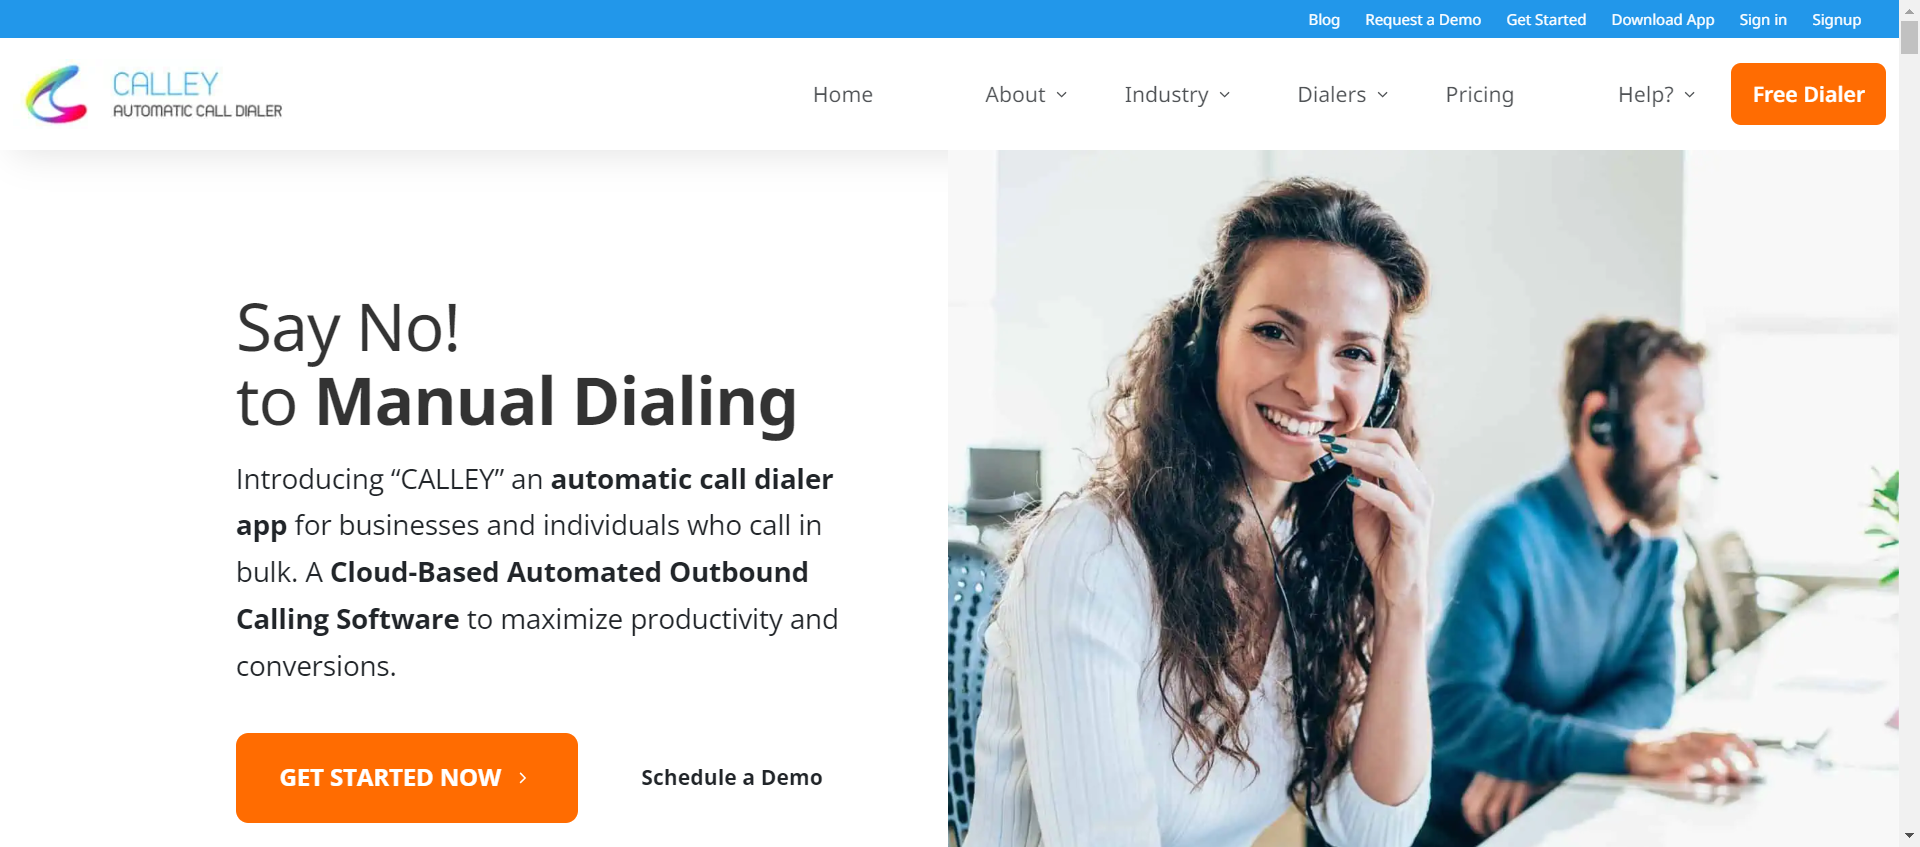 Blog Request a Demo Get Started Download App Sign in Signup
CALLEY
AUTOMATIC CALL DIALER
Home About Industry Dialers Pricing Help? Free Dialer
Say No!
to Manual Dialing
Introducing “CALLEY” an automatic call dialer
app for businesses and individuals who call in
bulk. A Cloud-Based Automated Outbound
Calling Software to maximize productivity and
conversions.
GET STARTED NOW
Schedule a Demo